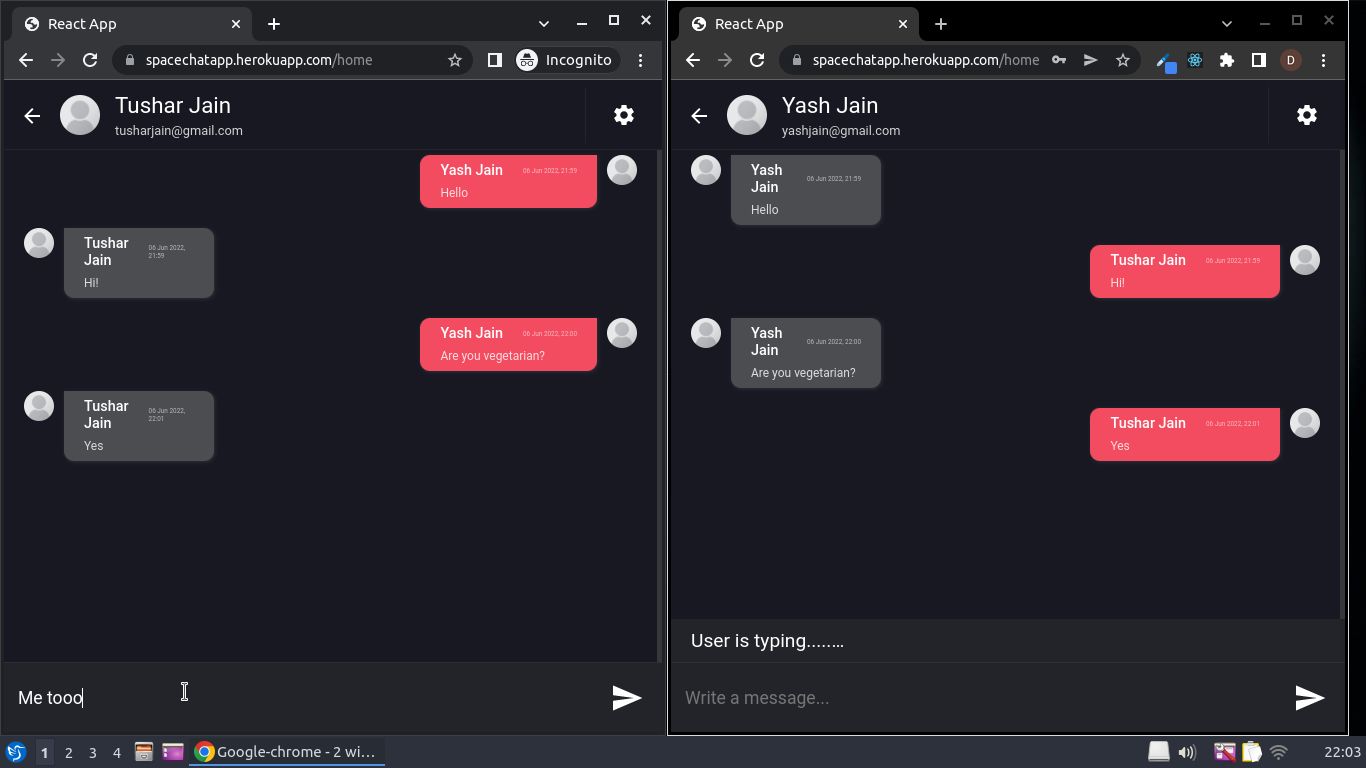 React App
spacechatapp.herokuapp.com/home
Incognito
Tushar Jain
tusharjain@gmail.com
Yash Jain 06 Jun 2022, 21:59
Hello
Tushar
Jain
06 Jun 2022,
21:59
Hi!
Yash Jain 06 Jun 2022, 22:00
Are you vegetarian?
Tushar
Jain
06 Jun 2022,
22:01
Yes
Me tooo
React App
spacechatapp.herokuapp.com/home
D
Yash Jain
yashjain@gmail.com
Yash
Jain
06 Jun 2022, 21:59
Hello
Tushar Jain 06 Jun 2022, 21:59
Hi!
Yash
Jain
06 Jun 2022, 22:00
Are you vegetarian?
Tushar Jain 06 Jun 2022, 22:01
Yes
User is typing........
Write a message...
1 2 3 4
Google-chrome - 2 wi...
22:03